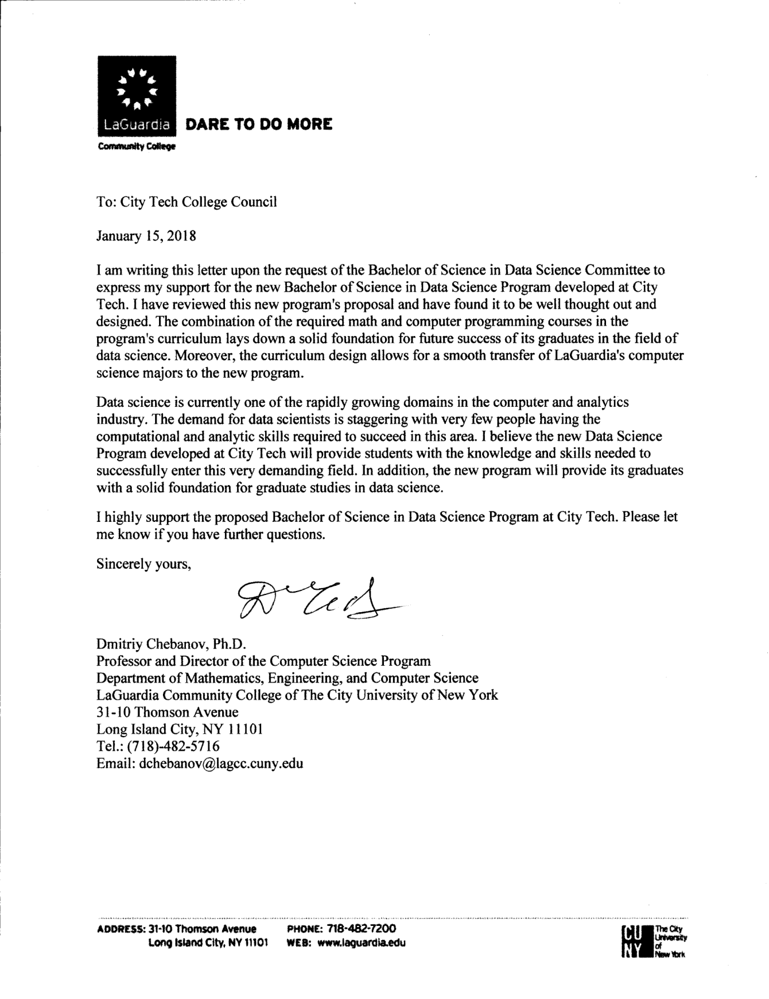 LaGuardia DARE TO DO MORE
Community College
To: City Tech College Council
January 15, 2018
I am writing this letter upon the request of the Bachelor of Science in Data Science Committee to
express my support for the new Bachelor of Science in Data Science Program developed at City
Tech. I have reviewed this new program's proposal and have found it to be well thought out and
designed. The combination of the required math and computer programming courses in the
program's curriculum lays down a solid foundation for future success of its graduates in the field of
data science. Moreover, the curriculum design allows for a smooth transfer of LaGuardia's computer
science majors to the new program.
Data science is currently one of the rapidly growing domains in the computer and analytics
industry. The demand for data scientists is staggering with very few people having the
computational and analytic skills required to succeed in this area. I believe the new Data Science
Program developed at City Tech will provide students with the knowledge and skills needed to
successfully enter this very demanding field. In addition, the new program will provide its graduates
with a solid foundation for graduate studies in data science.
I highly support the proposed Bachelor of Science in Data Science Program at City Tech. Please let
me know if you have further questions.
Sincerely yours,
Dmitriy Chebanov, Ph.D.
Professor and Director of the Computer Science Program
Department of Mathematics, Engineering, and Computer Science
LaGuardia Community College of The City University of New York
31-10 Thomson Avenue
Long Island City, NY 11101
Tel.: (718)-482-5716
Email: dchebanov@lagcc.cuny.edu
ADDRESS: 31-10 Thomson Avenue
Long Island City, NY 11101
PHONE: 718-482-7200
WEB: www.laguardia.edu
CU
NY
The City
University
of
New York